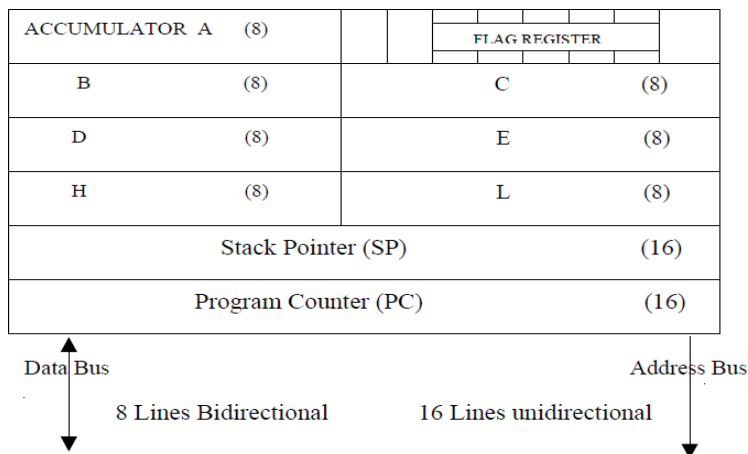 ACCUMULATOR A (8) FLAG REGISTER
B (8) C (8)
D (8) E (8)
H (8) L (8)
Stack Pointer (SP) (16)
Program Counter (PC) (16)
Data Bus Address Bus
8 Lines Bidirectional 16 Lines unidirectional